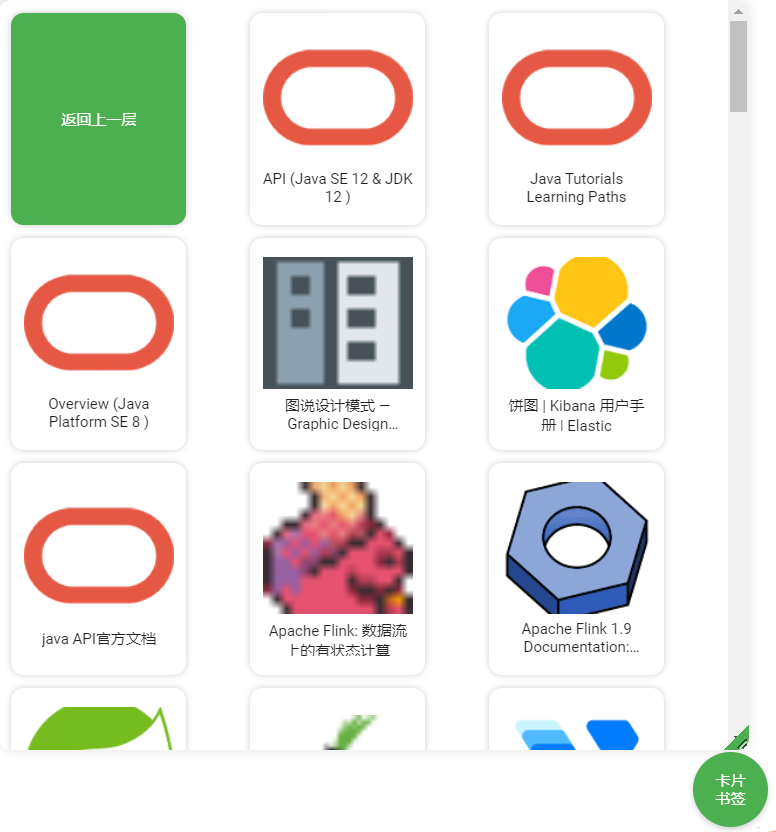 返回上一层
API (Java SE 12 & JDK
12 )
Java Tutorials
Learning Paths
Overview (Java
Platform SE 8 )
图说设计模式 —
Graphic Design...
饼图 | Kibana 用户手
册 | Elastic
java API官方文档
Apache Flink: 数据流
上的有状态计算
Apache Flink 1.9
Documentation:...
卡片
书签